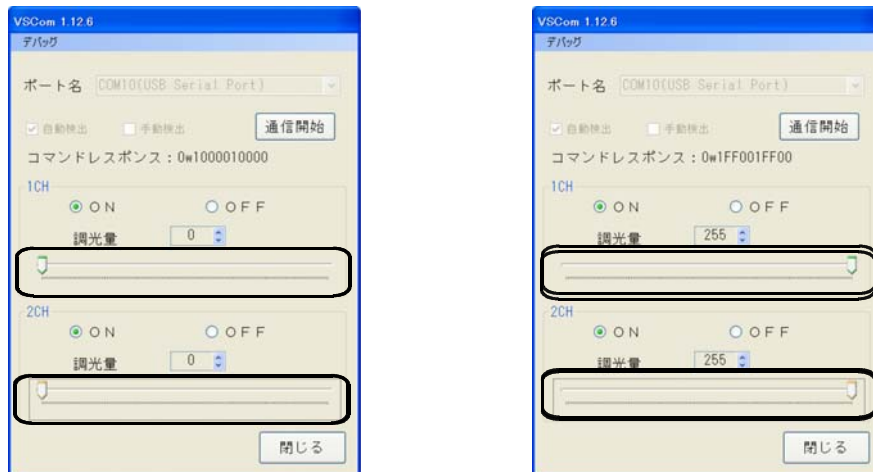 VSCom 1.12.6
デバッグ
ポート名 COM10(USB Serial Port)
自動検出 手動検出 通信開始
コマンドレスポンス：0w1000010000
1CH
ON OFF
調光量 0
2CH
ON OFF
調光量 0
閉じる
VSCom 1.12.6
デバッグ
ポート名 COM10(USB Serial Port)
自動検出 手動検出 通信開始
コマンドレスポンス：0w1FF001FF00
1CH
ON OFF
調光量 255
2CH
ON OFF
調光量 255
閉じる